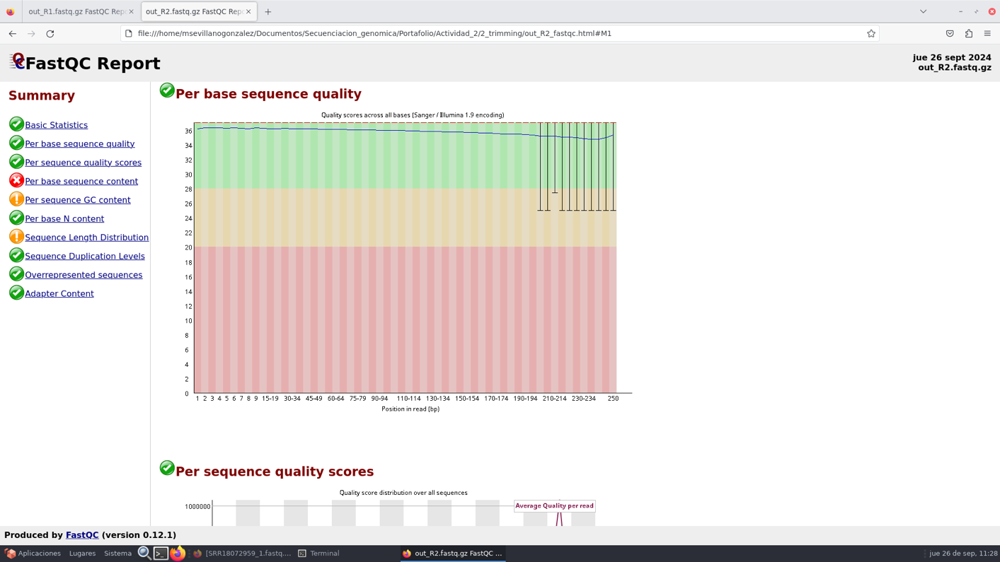 out_R1.fastq.gz FastQC Repo
out_R2.fastq.gz FastQC Repo
file:///home/msevillanogonzalez/Documentos/Secuenciacion_genomica/Portafolio/Actividad_2/2_trimming/out_R2_fastqc.html#M1
FastQC Report
jue 26 sept 2024
out_R2.fastq.gz
Summary
Basic Statistics
Per base sequence quality
Per sequence quality scores
Per base sequence content
Per sequence GC content
Per base N content
Sequence Length Distribution
Sequence Duplication Levels
Overrepresented sequences
Adapter Content
Per base sequence quality
Quality scores across all bases (Sanger / Illumina 1.9 encoding)
36
34
32
30
28
26
24
22
20
18
16
14
12
10
8
6
4
2
0
1 2 3 4 5 6 7 8 9 15-19 30-34 45-49 60-64 75-79 90-94 110-114 130-134 150-154 170-174 190-194 210-214 230-234 250
Position in read (bp)
Per sequence quality scores
Quality score distribution over all sequences
1000000
Average Quality per read
Produced by FastQC (version 0.12.1)
Aplicaciones Lugares Sistema [SRR18072959_1.fastq.... Terminal out_R2.fastq.gz FastQC ... jue 26 de sep, 11:28